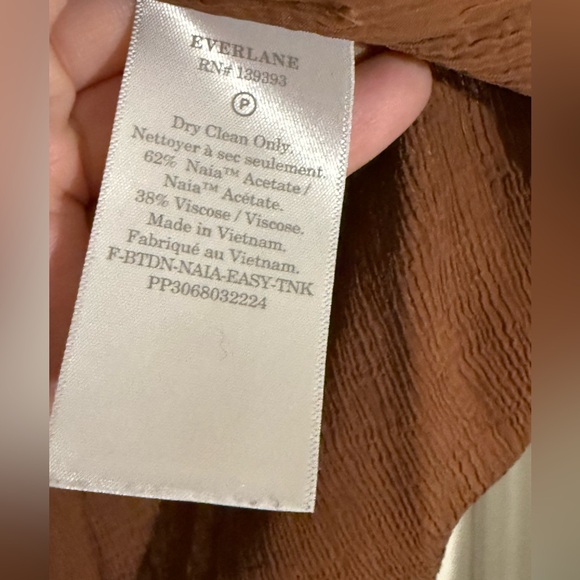 EVERLANE
RN# 139393
P
Dry Clean Only.
Nettoyer à sec seulement.
62% Naia™ Acetate /
Naia™ Acétate.
38% Viscose / Viscose.
Made in Vietnam.
Fabriqué au Vietnam.
F-BTDN-NAIA-EASY-TNK
PP3068032224